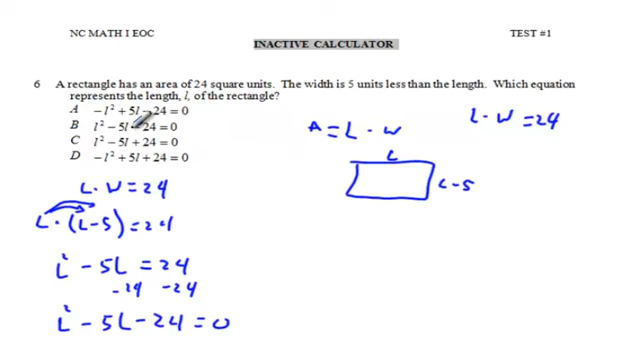 NC MATH I EOC
TEST #1
INACTIVE CALCULATOR
6 A rectangle has an area of 24 square units. The width is 5 units less than the length. Which equation
represents the length, l, of the rectangle?
A −l² + 5l − 24 = 0
B l² − 5l − 24 = 0
C l² − 5l + 24 = 0
D −l² + 5l + 24 = 0
A = L · W
L · W = 24
L
L - 5
L · W = 24
L · (L - 5) = 24
L² - 5L = 24
-24 -24
L² - 5L - 24 = 0